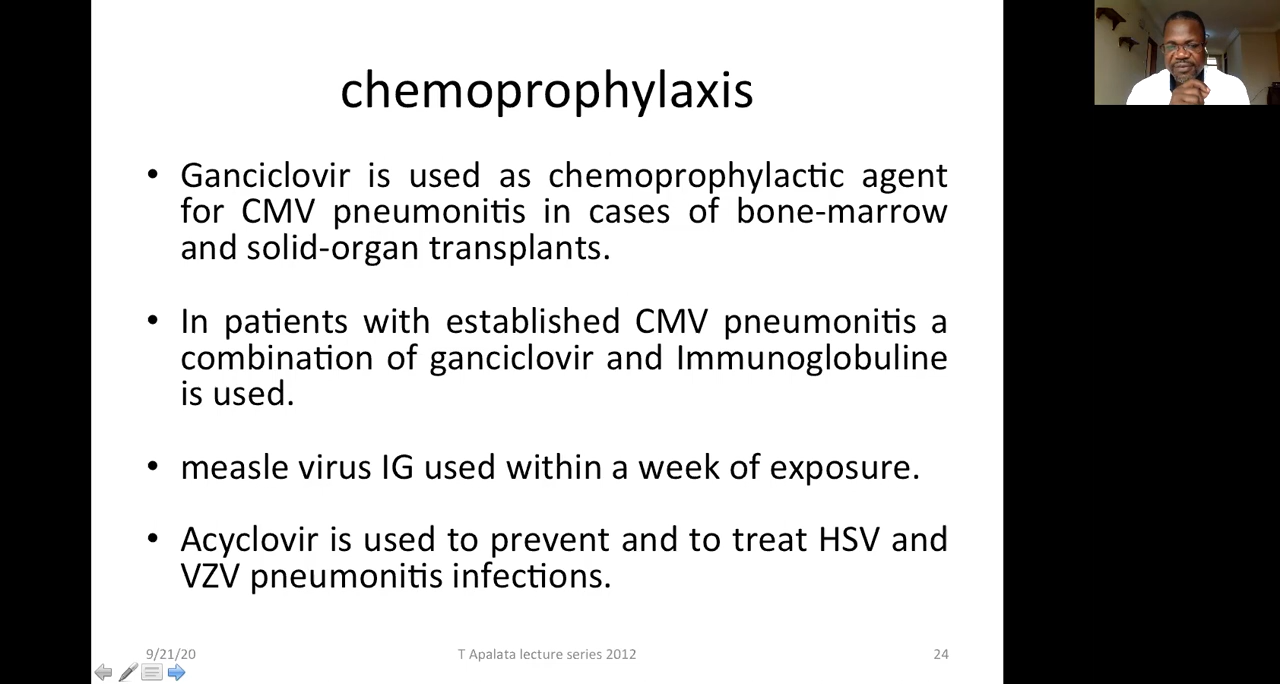 chemoprophylaxis
• Ganciclovir is used as chemoprophylactic agent
for CMV pneumonitis in cases of bone-marrow
and solid-organ transplants.
• In patients with established CMV pneumonitis a
combination of ganciclovir and Immunoglobuline
is used.
• measle virus IG used within a week of exposure.
• Acyclovir is used to prevent and to treat HSV and
VZV pneumonitis infections.
9/21/20
T Apalata lecture series 2012
24